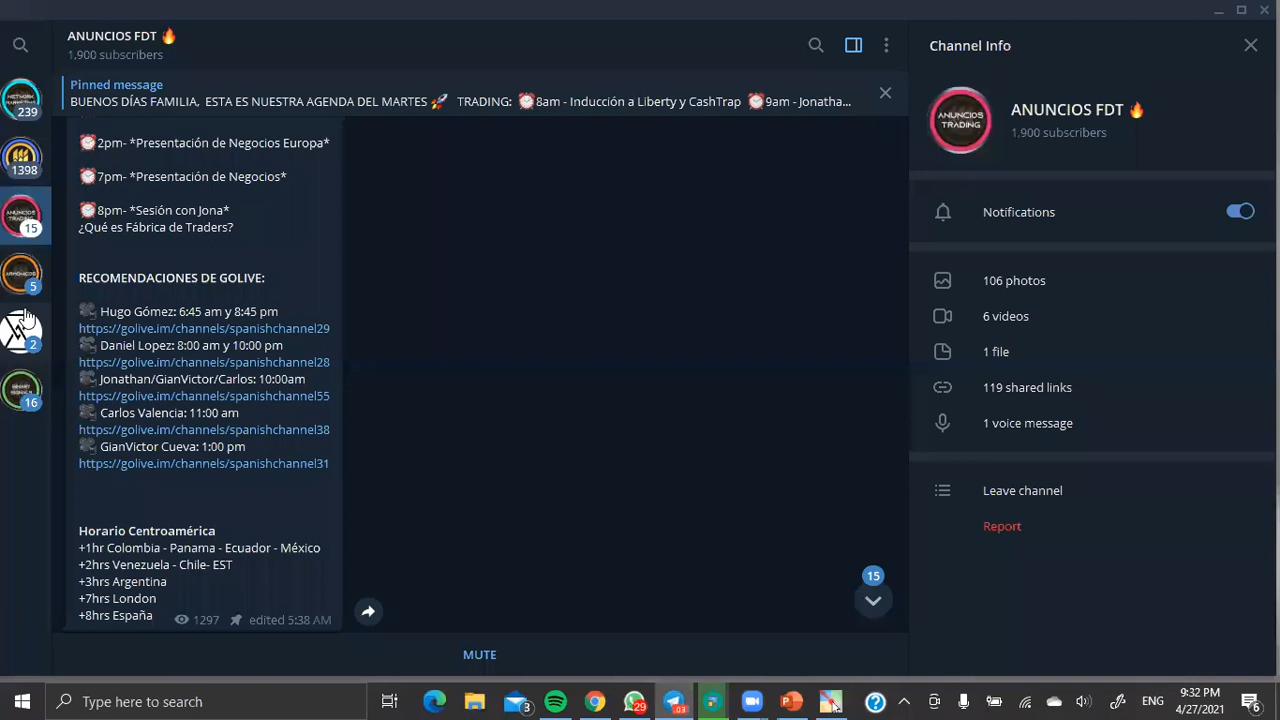 ANUNCIOS FDT 🔥
1,900 subscribers
Pinned message
BUENOS DÍAS FAMILIA, ESTA ES NUESTRA AGENDA DEL MARTES 🚀 TRADING: ⏰8am - Inducción a Liberty y CashTrap ⏰9am - Jonatha...
⏰2pm- *Presentación de Negocios Europa*
⏰7pm- *Presentación de Negocios*
⏰8pm- *Sesión con Jona*
¿Qué es Fábrica de Traders?
RECOMENDACIONES DE GOLIVE:
🎥 Hugo Gómez: 6:45 am y 8:45 pm
https://golive.im/channels/spanishchannel29
🎥 Daniel Lopez: 8:00 am y 10:00 pm
https://golive.im/channels/spanishchannel28
🎥 Jonathan/GianVictor/Carlos: 10:00am
https://golive.im/channels/spanishchannel55
🎥 Carlos Valencia: 11:00 am
https://golive.im/channels/spanishchannel38
🎥 GianVictor Cueva: 1:00 pm
https://golive.im/channels/spanishchannel31
Horario Centroamérica
+1hr Colombia - Panama - Ecuador - México
+2hrs Venezuela - Chile- EST
+3hrs Argentina
+7hrs London
+8hrs España
1297 edited 5:38 AM
15
MUTE
239
1398
ANUNCIOS
TRADING
15
ARMONICOS
5
2
16
Channel Info
ANUNCIOS
TRADING
ANUNCIOS FDT 🔥
1,900 subscribers
Notifications
106 photos
6 videos
1 file
119 shared links
1 voice message
Leave channel
Report
Type here to search
3
29
ENG
9:32 PM
4/27/2021
6